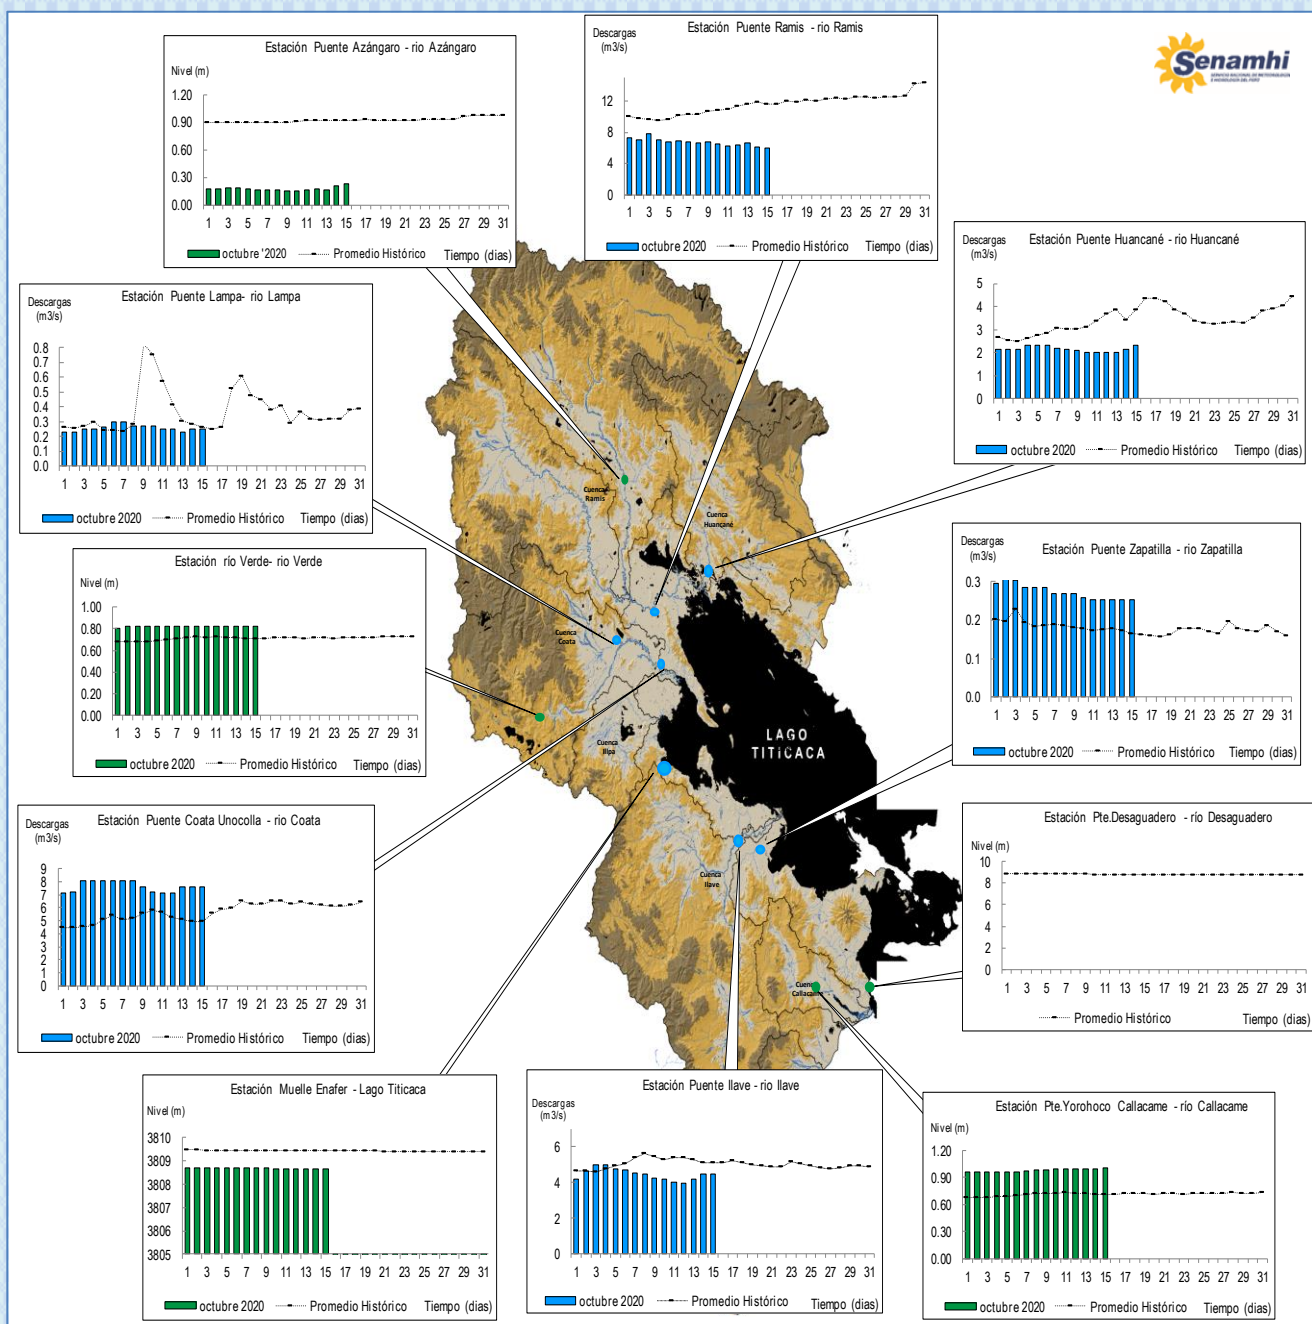 Senamhi
SERVICIO NACIONAL DE METEOROLOGÍA
E HIDROLOGÍA DEL PERÚ
Estación Puente Azángaro - rio Azángaro
Nivel (m)
1.20
0.90
0.60
0.30
0.00
1 3 5 7 9 11 13 15 17 19 21 23 25 27 29 31
octubre '2020 Promedio Histórico Tiempo (dias)
Estación Puente Ramis - rio Ramis
Descargas
(m3/s)
12
8
4
0
1 3 5 7 9 11 13 15 17 19 21 23 25 27 29 31
octubre 2020 Promedio Histórico Tiempo (dias)
Estación Puente Huancané - rio Huancané
Descargas
(m3/s)
5
4
3
2
1
0
1 3 5 7 9 11 13 15 17 19 21 23 25 27 29 31
octubre 2020 Promedio Histórico Tiempo (dias)
Estación Puente Lampa- rio Lampa
Descargas
(m3/s)
0.8
0.7
0.6
0.5
0.4
0.3
0.2
0.1
0.0
1 3 5 7 9 11 13 15 17 19 21 23 25 27 29 31
octubre 2020 Promedio Histórico Tiempo (dias)
Estación río Verde- rio Verde
Nivel (m)
1.00
0.80
0.60
0.40
0.20
0.00
1 3 5 7 9 11 13 15 17 19 21 23 25 27 29 31
octubre 2020 Promedio Histórico Tiempo (dias)
Estación Puente Zapatilla - rio Zapatilla
Descargas
(m3/s)
0.3
0.2
0.1
0.0
1 3 5 7 9 11 13 15 17 19 21 23 25 27 29 31
octubre 2020 Promedio Histórico Tiempo (dias)
Cuenca
Ramis
Cuenca
Huancané
Cuenca
Coata
Cuenca
Illpa
LAGO
TITICACA
Cuenca
Ilave
Cuenca
Callacame
Estación Puente Coata Unocolla - rio Coata
Descargas
(m3/s)
9
8
7
6
5
4
3
2
1
0
1 3 5 7 9 11 13 15 17 19 21 23 25 27 29 31
octubre 2020 Promedio Histórico Tiempo (dias)
Estación Pte.Desaguadero - río Desaguadero
Nivel (m)
10
8
6
4
2
0
1 3 5 7 9 11 13 15 17 19 21 23 25 27 29 31
Promedio Histórico Tiempo (dias)
Estación Muelle Enafer - Lago Titicaca
Nivel (m)
3810
3809
3808
3807
3806
3805
1 3 5 7 9 11 13 15 17 19 21 23 25 27 29 31
octubre 2020 Promedio Histórico Tiempo (dias)
Estación Puente Ilave - rio Ilave
Descargas
(m3/s)
6
4
2
0
1 3 5 7 9 11 13 15 17 19 21 23 25 27 29 31
octubre 2020 Promedio Histórico Tiempo (dias)
Estación Pte.Yorohoco Callacame - río Callacame
Nivel (m)
1.20
0.90
0.60
0.30
0.00
1 3 5 7 9 11 13 15 17 19 21 23 25 27 29 31
octubre 2020 Promedio Histórico Tiempo (dias)